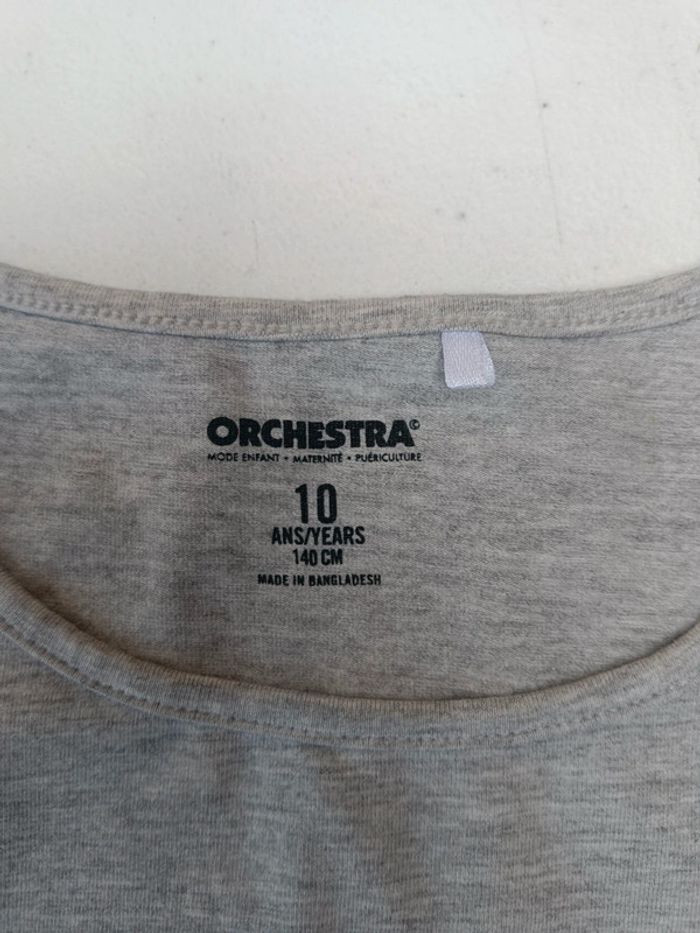 ORCHESTRA©
MODE ENFANT • MATERNITÉ • PUÉRICULTURE
10
ANS/YEARS
140 CM
MADE IN BANGLADESH